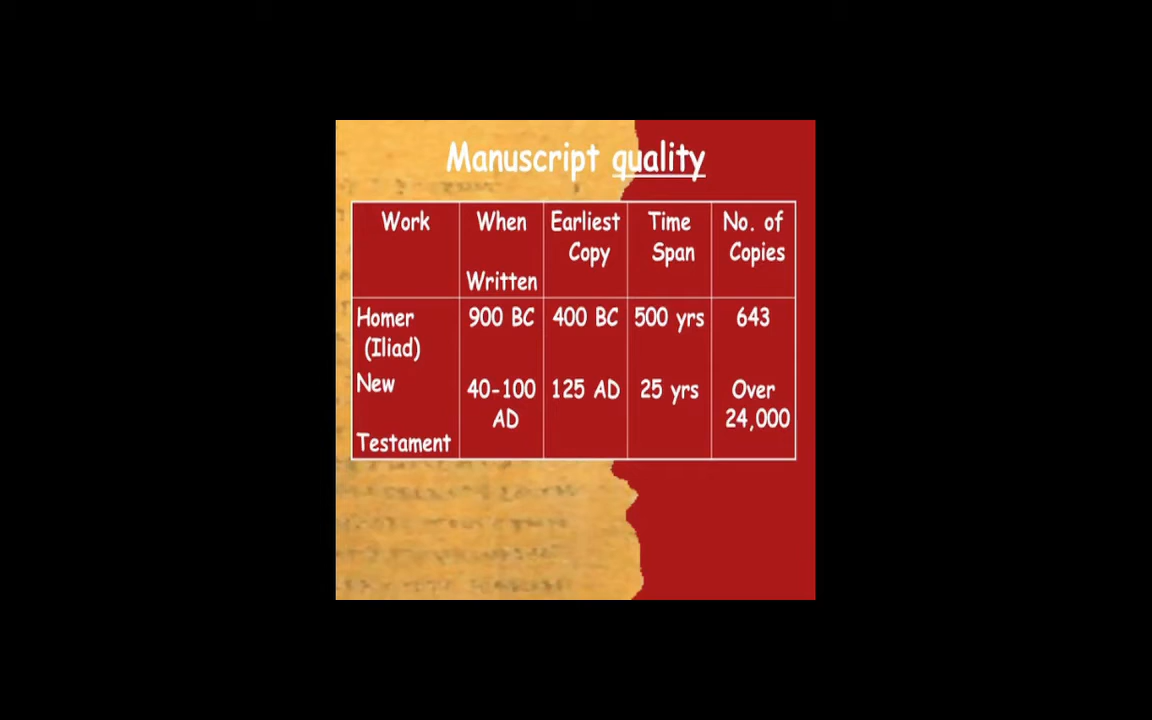 Manuscript quality
Work When Written Earliest Copy Time Span No. of Copies
Homer (Iliad) 900 BC 400 BC 500 yrs 643
New Testament 40-100 AD 125 AD 25 yrs Over 24,000